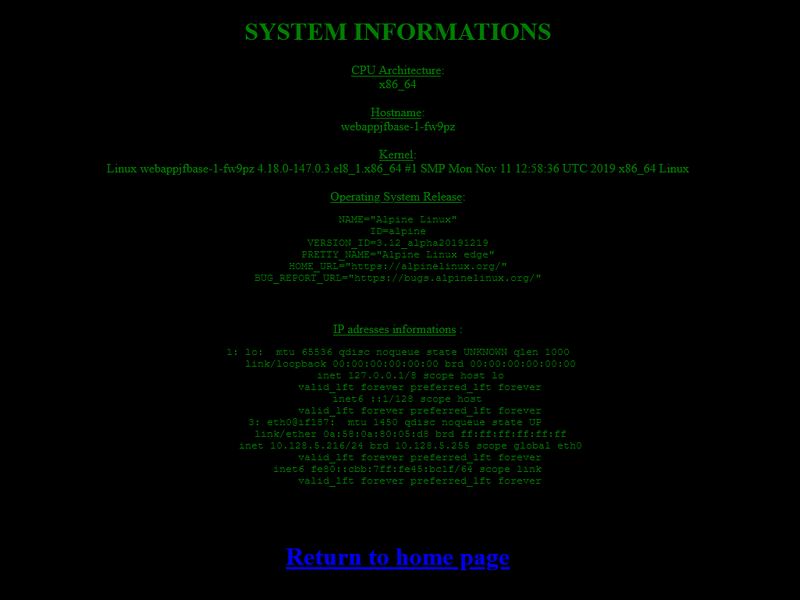 SYSTEM INFORMATIONS
CPU Architecture:
x86_64
Hostname:
webappjfbase-1-fw9pz
Kernel:
Linux webappjfbase-1-fw9pz 4.18.0-147.0.3.el8_1.x86_64 #1 SMP Mon Nov 11 12:58:36 UTC 2019 x86_64 Linux
Operating System Release:
NAME="Alpine Linux"
ID=alpine
VERSION_ID=3.12_alpha20191219
PRETTY_NAME="Alpine Linux edge"
HOME_URL="https://alpinelinux.org/"
BUG_REPORT_URL="https://bugs.alpinelinux.org/"
IP adresses informations :
1: lo: mtu 65536 qdisc noqueue state UNKNOWN qlen 1000
link/loopback 00:00:00:00:00:00 brd 00:00:00:00:00:00
inet 127.0.0.1/8 scope host lo
valid_lft forever preferred_lft forever
inet6 ::1/128 scope host
valid_lft forever preferred_lft forever
3: eth0@if187: mtu 1450 qdisc noqueue state UP
link/ether 0a:58:0a:80:05:d8 brd ff:ff:ff:ff:ff:ff
inet 10.128.5.216/24 brd 10.128.5.255 scope global eth0
valid_lft forever preferred_lft forever
inet6 fe80::cbb:7ff:fe45:bc1f/64 scope link
valid_lft forever preferred_lft forever
Return to home page